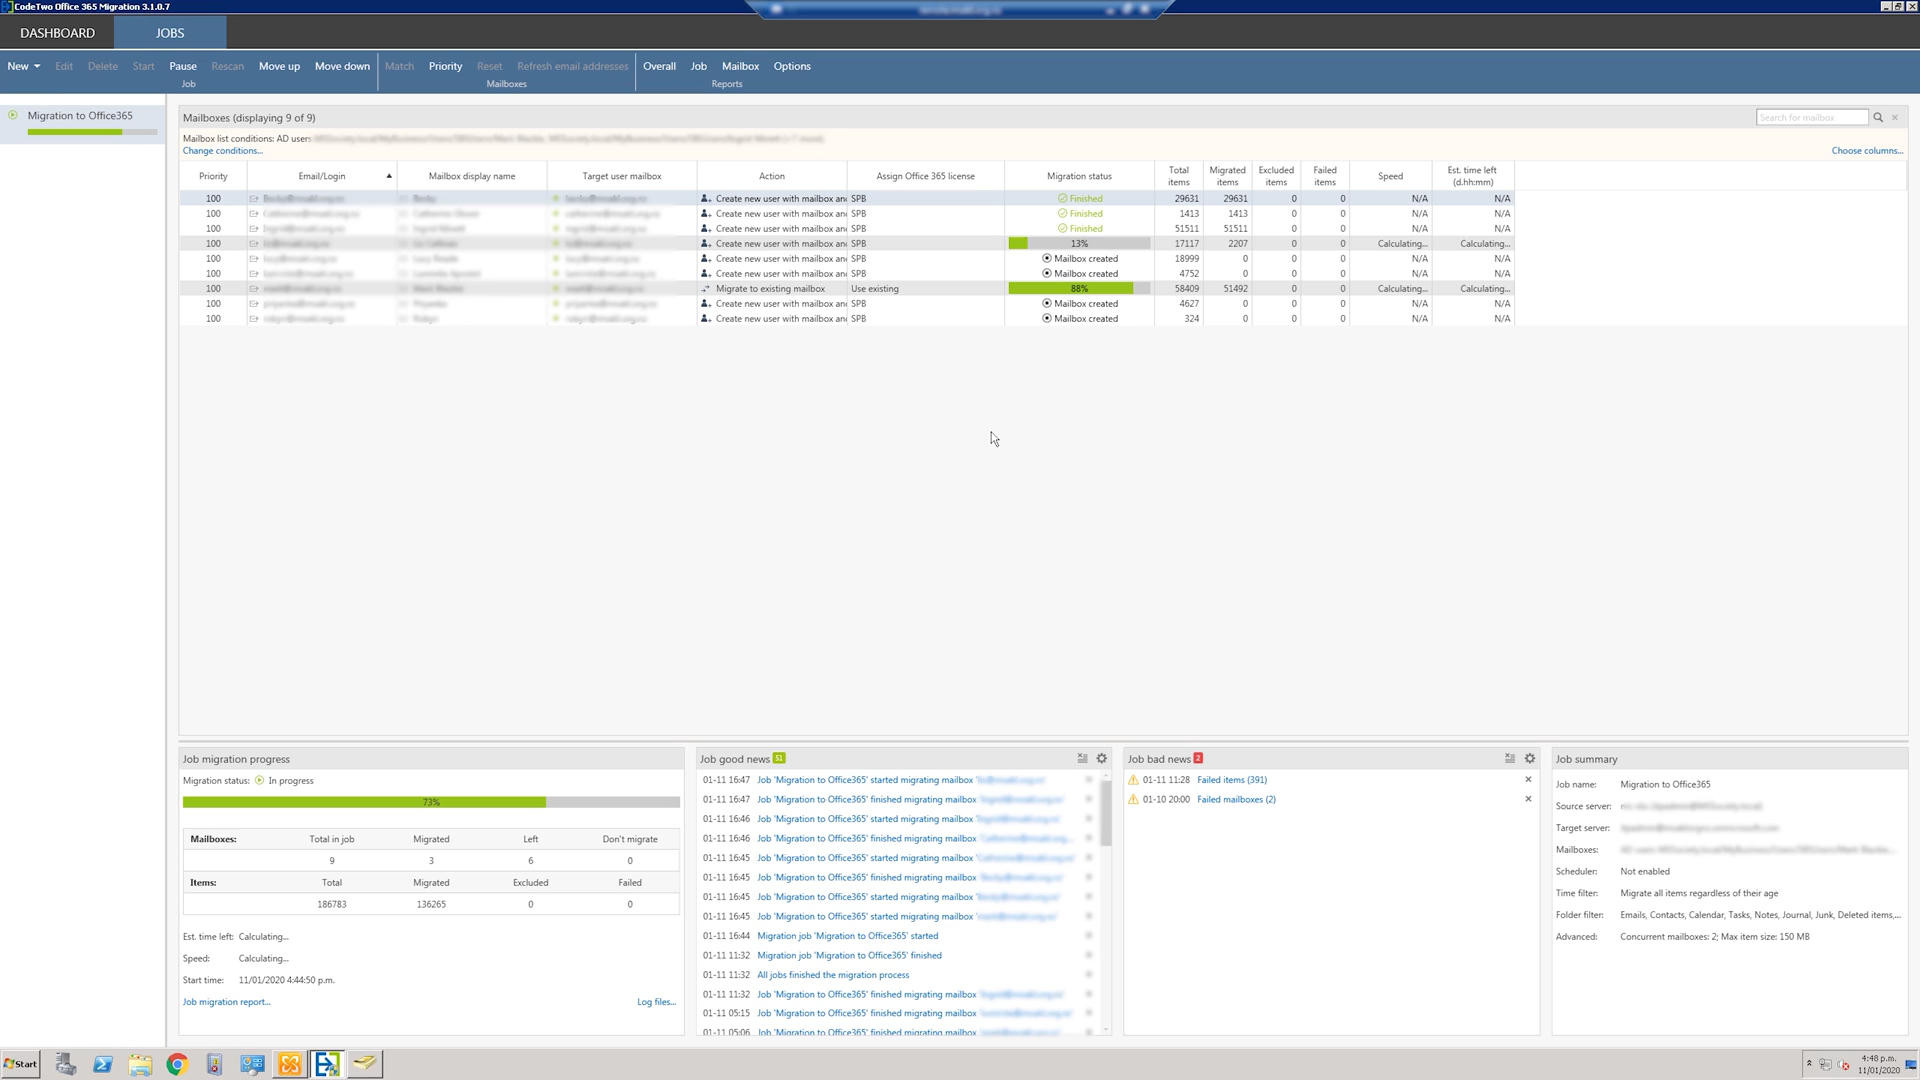 CodeTwo Office 365 Migration 3.1.0.7
DASHBOARD JOBS
New Edit Delete Start Pause Rescan Move up Move down Match Priority Reset Refresh email addresses Overall Job Mailbox Options
Job Mailboxes Reports
Migration to Office365
Mailboxes (displaying 9 of 9) Search for mailbox
Mailbox list conditions: AD users
Change conditions... Choose columns...
Priority Email/Login Mailbox display name Target user mailbox Action Assign Office 365 license Migration status Total items Migrated items Excluded items Failed items Speed Est. time left (d.hh:mm)
100 Create new user with mailbox an SPB Finished 29631 29631 0 0 N/A N/A
100 Create new user with mailbox an SPB Finished 1413 1413 0 0 N/A N/A
100 Create new user with mailbox an SPB Finished 51511 51511 0 0 N/A N/A
100 Create new user with mailbox an SPB 13% 17117 2207 0 0 Calculating... Calculating...
100 Create new user with mailbox an SPB Mailbox created 18999 0 0 0 N/A N/A
100 Create new user with mailbox an SPB Mailbox created 4752 0 0 0 N/A N/A
100 Migrate to existing mailbox Use existing 88% 58409 51492 0 0 Calculating... Calculating...
100 Create new user with mailbox an SPB Mailbox created 4627 0 0 0 N/A N/A
100 Create new user with mailbox an SPB Mailbox created 324 0 0 0 N/A N/A
Job migration progress
Migration status: In progress
73%
Mailboxes: Total in job Migrated Left Don't migrate
9 3 6 0
Items: Total Migrated Excluded Failed
186783 136265 0 0
Est. time left: Calculating...
Speed: Calculating...
Start time: 11/01/2020 4:44:50 p.m.
Job migration report... Log files...
Job good news 51
01-11 16:47 Job 'Migration to Office365' started migrating mailbox
01-11 16:47 Job 'Migration to Office365' finished migrating mailbox
01-11 16:46 Job 'Migration to Office365' started migrating mailbox
01-11 16:46 Job 'Migration to Office365' finished migrating mailbox
01-11 16:45 Job 'Migration to Office365' started migrating mailbox
01-11 16:45 Job 'Migration to Office365' finished migrating mailbox
01-11 16:45 Job 'Migration to Office365' started migrating mailbox
01-11 16:45 Job 'Migration to Office365' started migrating mailbox
01-11 16:44 Migration job 'Migration to Office365' started
01-11 11:32 Migration job 'Migration to Office365' finished
01-11 11:32 All jobs finished the migration process
01-11 11:32 Job 'Migration to Office365' finished migrating mailbox
01-11 05:15 Job 'Migration to Office365' finished migrating mailbox
01-11 05:06 Job 'Migration to Office365' finished migrating mailbox
Job bad news 2
01-11 11:28 Failed items (391)
01-10 20:00 Failed mailboxes (2)
Job summary
Job name: Migration to Office365
Source server:
Target server:
Mailboxes:
Scheduler: Not enabled
Time filter: Migrate all items regardless of their age
Folder filter: Emails, Contacts, Calendar, Tasks, Notes, Journal, Junk, Deleted items,...
Advanced: Concurrent mailboxes: 2; Max item size: 150 MB
Start
4:48 p.m.
11/01/2020